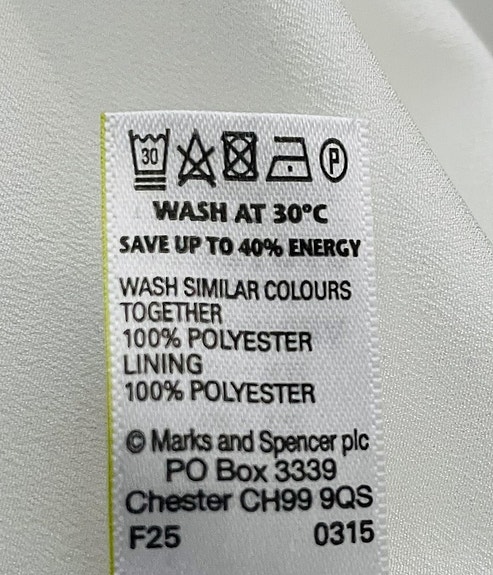 30 P
WASH AT 30°C
SAVE UP TO 40% ENERGY
WASH SIMILAR COLOURS
TOGETHER
100% POLYESTER
LINING
100% POLYESTER
© Marks and Spencer plc
PO Box 3339
Chester CH99 9QS
F25 0315